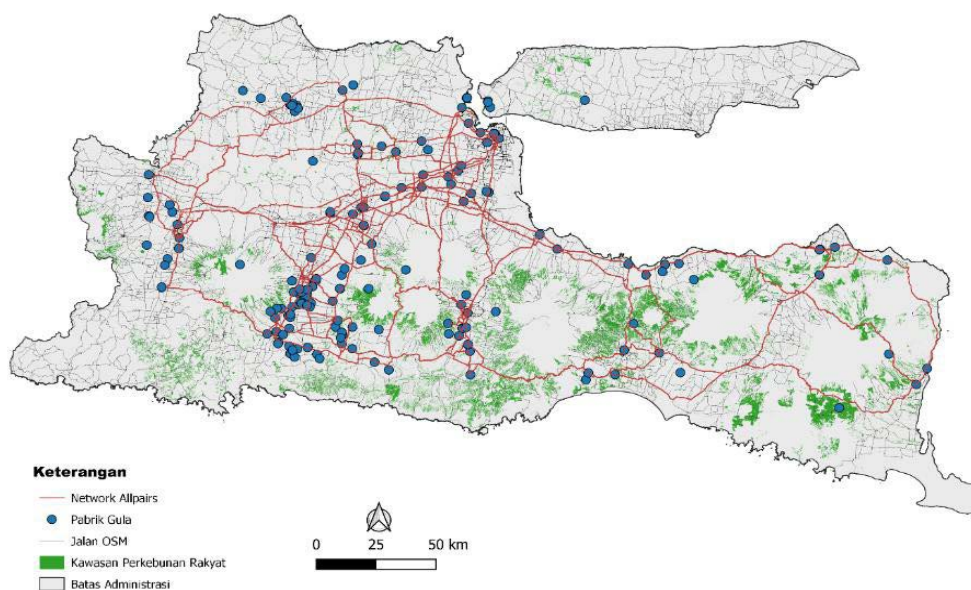 Keterangan
Network Allpairs
Pabrik Gula
Jalan OSM
Kawasan Perkebunan Rakyat
Batas Administrasi
0 25 50 km